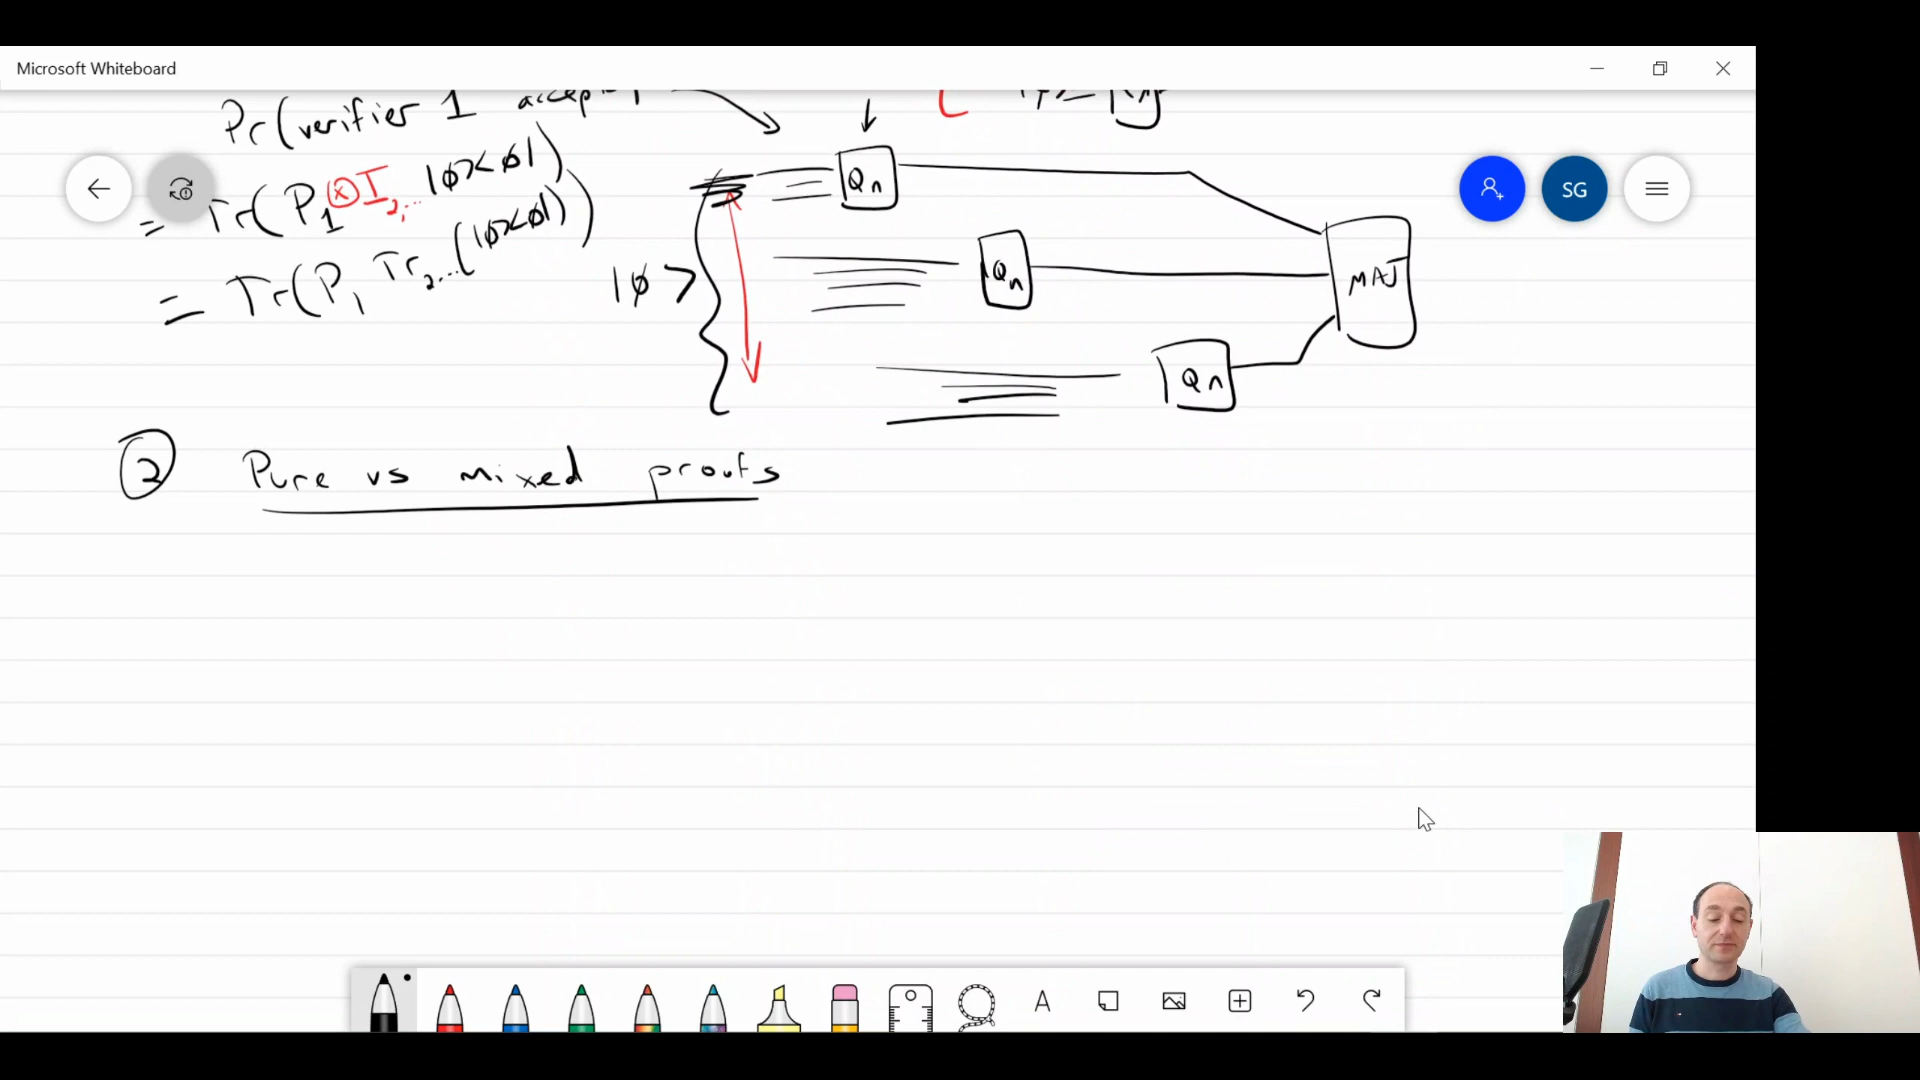 Microsoft Whiteboard
Pr(verifier 1 accepts)
= Tr(P₁⊗I₂,... |ϕ><ϕ|)
= Tr(P₁ Tr₂...(|ϕ><ϕ|))
|ϕ>
Qn
Qn
Qn
MAJ
SG
② Pure vs mixed proofs
A